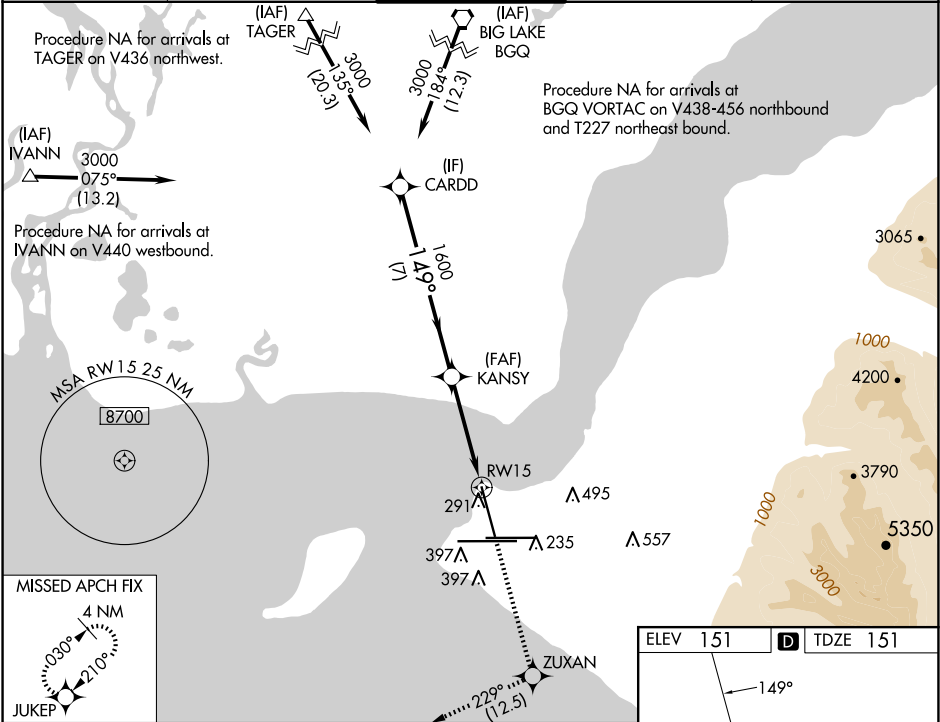 (IAF)
TAGER
3000
135°
(20.3)
(IAF)
BIG LAKE
BGQ
3000
184°
(12.3)
Procedure NA for arrivals at
TAGER on V436 northwest.
Procedure NA for arrivals at
BGQ VORTAC on V438-456 northbound
and T227 northeast bound.
(IAF)
IVANN
3000
075°
(13.2)
Procedure NA for arrivals at
IVANN on V440 westbound.
(IF)
CARDD
1600
149°
(7)
3065
1000
4200
(FAF)
KANSY
MSA RW15 25 NM
8700
3790
RW15
291
495
1000
5350
235
557
397
397
3000
MISSED APCH FIX
4 NM
030°
210°
JUKEP
ZUXAN
229°
(12.5)
ELEV 151 D TDZE 151
149°